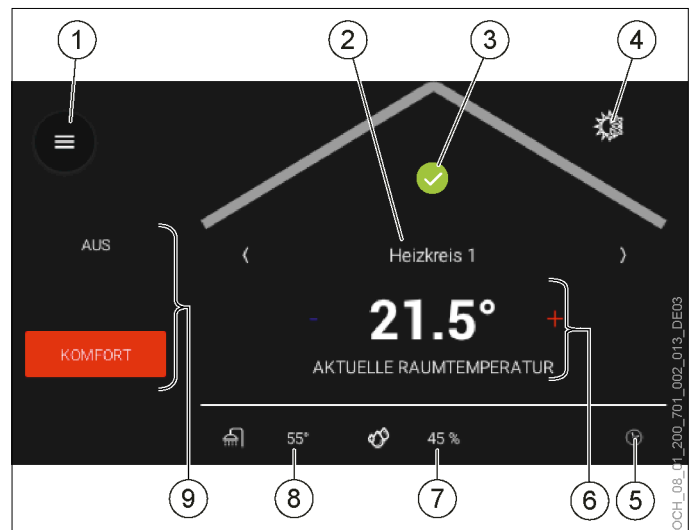 1
2
3
4
AUS
‹ Heizkreis 1 ›
- 21.5° +
KOMFORT
AKTUELLE RAUMTEMPERATUR
55°
45 %
9
8
7
6
5
OCH_08_01_200_701_002_013_DE03